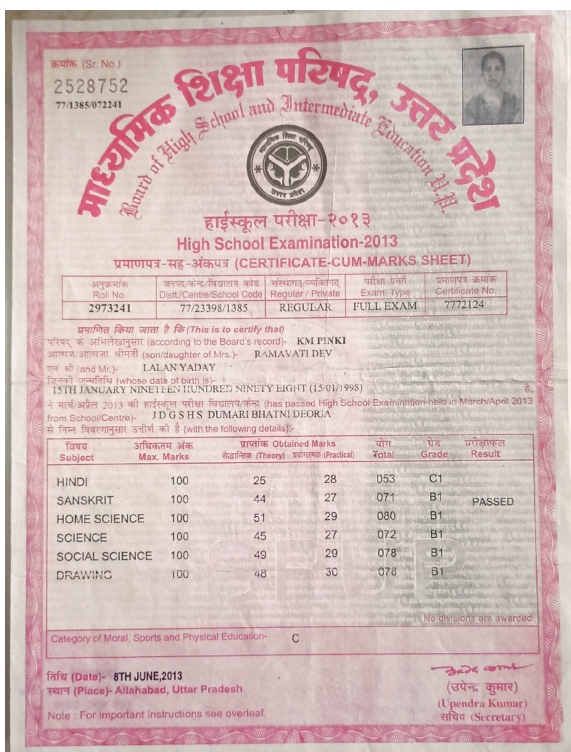 क्रमांक (Sr. No.)
2528752
77/1385/072241
माध्यमिक शिक्षा परिषद्, उत्तर प्रदेश
Board of High School and Intermediate Education U.P.
माध्यमिक शिक्षा परिषद
उत्तर प्रदेश
हाईस्कूल परीक्षा-२०१३
High School Examination-2013
प्रमाणपत्र-सह-अंकपत्र (CERTIFICATE-CUM-MARKS SHEET)
अनुक्रमांक जनपद/केन्द्र/विद्यालय कोड संस्थागत/व्यक्तिगत परीक्षा प्रकार प्रमाणपत्र क्रमांक
Roll No. Distt./Centre/School Code Regular / Private Exam. Type Certificate No.
2973241 77/23398/1385 REGULAR FULL EXAM 7772124
प्रमाणित किया जाता है कि (This is to certify that)
परिषद् के अभिलेखानुसार (according to the Board's record)- KM PINKI
आत्मज/आत्मजा श्रीमती (son/daughter of Mrs.)- RAMAVATI DEV
एवं श्री (and Mr.)- LALAN YADAV
जिनकी जन्मतिथि (whose date of birth is)-
15TH JANUARY NINETEEN HUNDRED NINETY EIGHT (15/01/1998) है,
ने मार्च/अप्रैल 2013 की हाईस्कूल परीक्षा विद्यालय/केन्द्र (has passed High School Examination held in March/April 2013
from School/Centre)- J D G S H S DUMARI BHATNI DEORIA
से निम्न विवरणानुसार उत्तीर्ण की है (with the following details):-
विषय अधिकतम अंक प्राप्तांक Obtained Marks योग ग्रेड परीक्षाफल
Subject Max. Marks सैद्धान्तिक (Theory) प्रयोगात्मक (Practical) Total Grade Result
HINDI 100 25 28 053 C1
SANSKRIT 100 44 27 071 B1 PASSED
HOME SCIENCE 100 51 29 080 B1
SCIENCE 100 45 27 072 B1
SOCIAL SCIENCE 100 49 29 078 B1
DRAWING 100 48 30 078 B1
No divisions are awarded
Category of Moral, Sports and Physical Education- C
तिथि (Date)- 8TH JUNE,2013
स्थान (Place)- Allahabad, Uttar Pradesh
(उपेन्द्र कुमार)
(Upendra Kumar)
सचिव (Secretary)
Note : For Important Instructions see overleaf.